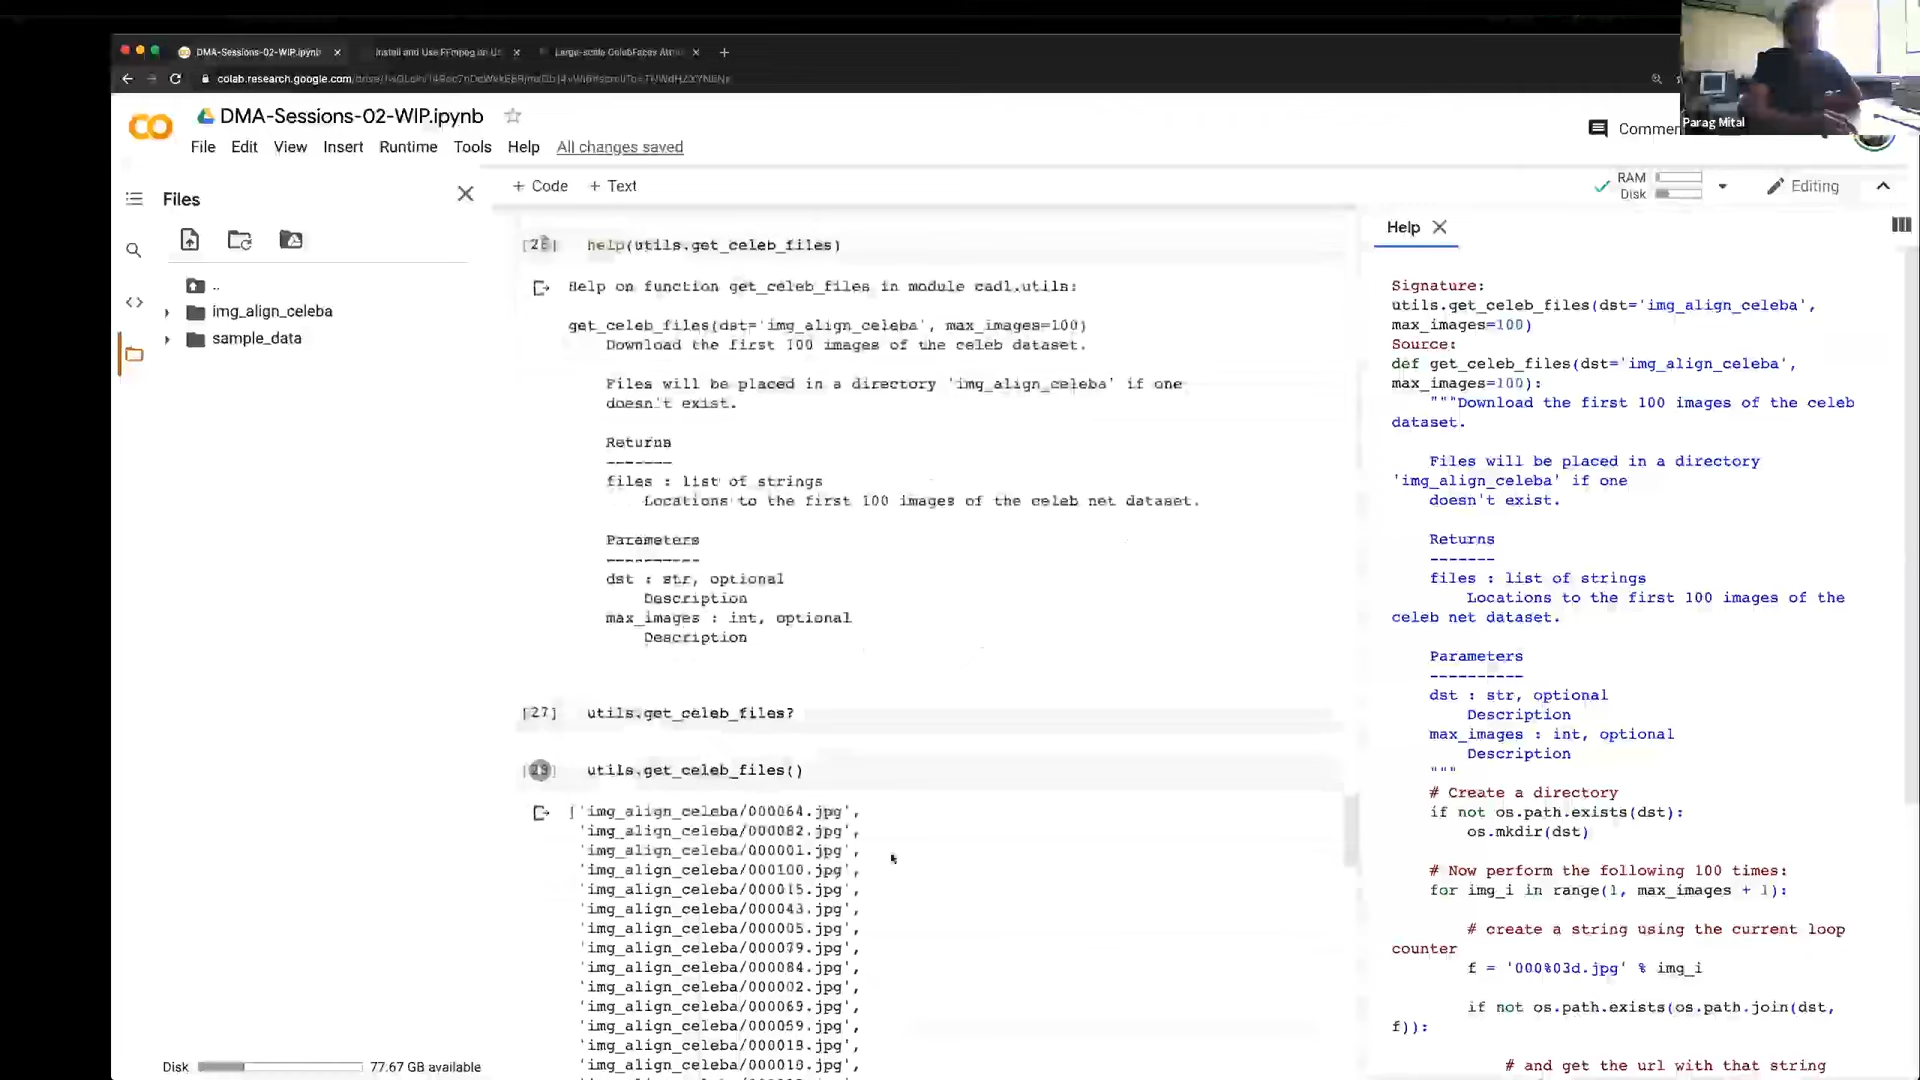 DMA-Sessions-02-WIP.ipynb
Install and Use FFmpeg on
Large-scale CelebFaces
colab.research.google.com
Parag Mital
DMA-Sessions-02-WIP.ipynb
File Edit View Insert Runtime Tools Help All changes saved
+ Code + Text
RAM
Disk
Editing
Files
..
img_align_celeba
sample_data
Disk 77.67 GB available
help(utils.get_celeb_files)
Help on function get_celeb_files in module cadl.utils:
get_celeb_files(dst='img_align_celeba', max_images=100)
Download the first 100 images of the celeb dataset.
Files will be placed in a directory 'img_align_celeba' if one
doesn't exist.
Returns
-------
files : list of strings
Locations to the first 100 images of the celeb net dataset.
Parameters
----------
dst : str, optional
Description
max_images : int, optional
Description
[27] utils.get_celeb_files?
utils.get_celeb_files()
['img_align_celeba/000064.jpg',
'img_align_celeba/000082.jpg',
'img_align_celeba/000001.jpg',
'img_align_celeba/000100.jpg',
'img_align_celeba/000015.jpg',
'img_align_celeba/000043.jpg',
'img_align_celeba/000005.jpg',
'img_align_celeba/000079.jpg',
'img_align_celeba/000084.jpg',
'img_align_celeba/000002.jpg',
'img_align_celeba/000069.jpg',
'img_align_celeba/000059.jpg',
Help
Signature:
utils.get_celeb_files(dst='img_align_celeba',
max_images=100)
Source:
def get_celeb_files(dst='img_align_celeba',
max_images=100):
"""Download the first 100 images of the celeb
dataset.
Files will be placed in a directory
'img_align_celeba' if one
doesn't exist.
Returns
-------
files : list of strings
Locations to the first 100 images of the
celeb net dataset.
Parameters
----------
dst : str, optional
Description
max_images : int, optional
Description
"""
# Create a directory
if not os.path.exists(dst):
os.mkdir(dst)
# Now perform the following 100 times:
for img_i in range(1, max_images + 1):
# create a string using the current loop
counter
f = '000%03d.jpg' % img_i
if not os.path.exists(os.path.join(dst,
f)):
# and get the url with that string